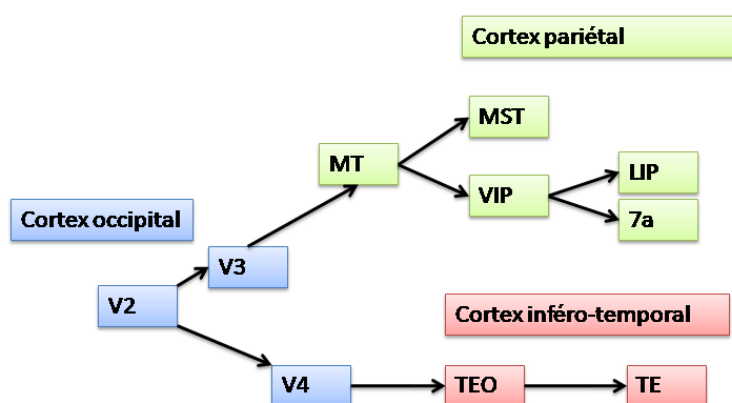 Cortex pariétal
MST
MT
VIP
LIP
7a
Cortex occipital
V3
V2
Cortex inféro-temporal
V4
TEO
TE